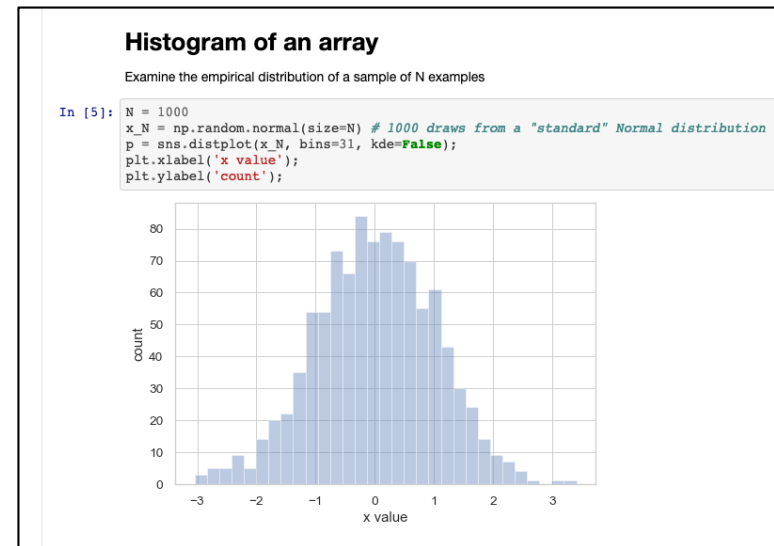 Histogram of an array
Examine the empirical distribution of a sample of N examples
In [5]: N = 1000
x_N = np.random.normal(size=N) # 1000 draws from a "standard" Normal distribution
p = sns.distplot(x_N, bins=31, kde=False);
plt.xlabel('x value');
plt.ylabel('count');
80
70
60
50
40
30
20
10
0
count
−3 −2 −1 0 1 2 3
x value